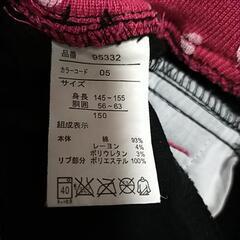 品番 95332
カラーコード 05
サイズ
身長 145-155
胴囲 56-63
150
組成表示
本体 綿 93%
レーヨン 4%
ポリウレタン 3%
リブ部分 ポリエステル 100%
40